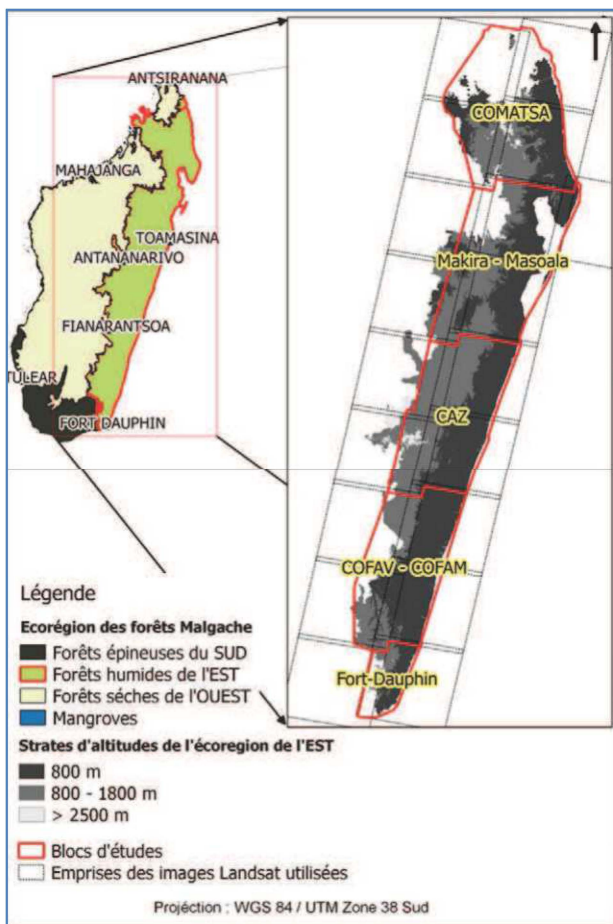 ANTSIRANANA
MAHAJANGA
TOAMASINA
ANTANANARIVO
FIANARANTSOA
TULEAR
FORT DAUPHIN
COMATSA
Makira - Masoala
CAZ
COFAV - COFAM
Fort-Dauphin
Légende
Ecorégion des forêts Malgache
Forêts épineuses du SUD
Forêts humides de l'EST
Forêts séches de l'OUEST
Mangroves
Strates d'altitudes de l'écoregion de l'EST
800 m
800 - 1800 m
> 2500 m
Blocs d'études
Emprises des images Landsat utilisées
Projéction : WGS 84 / UTM Zone 38 Sud